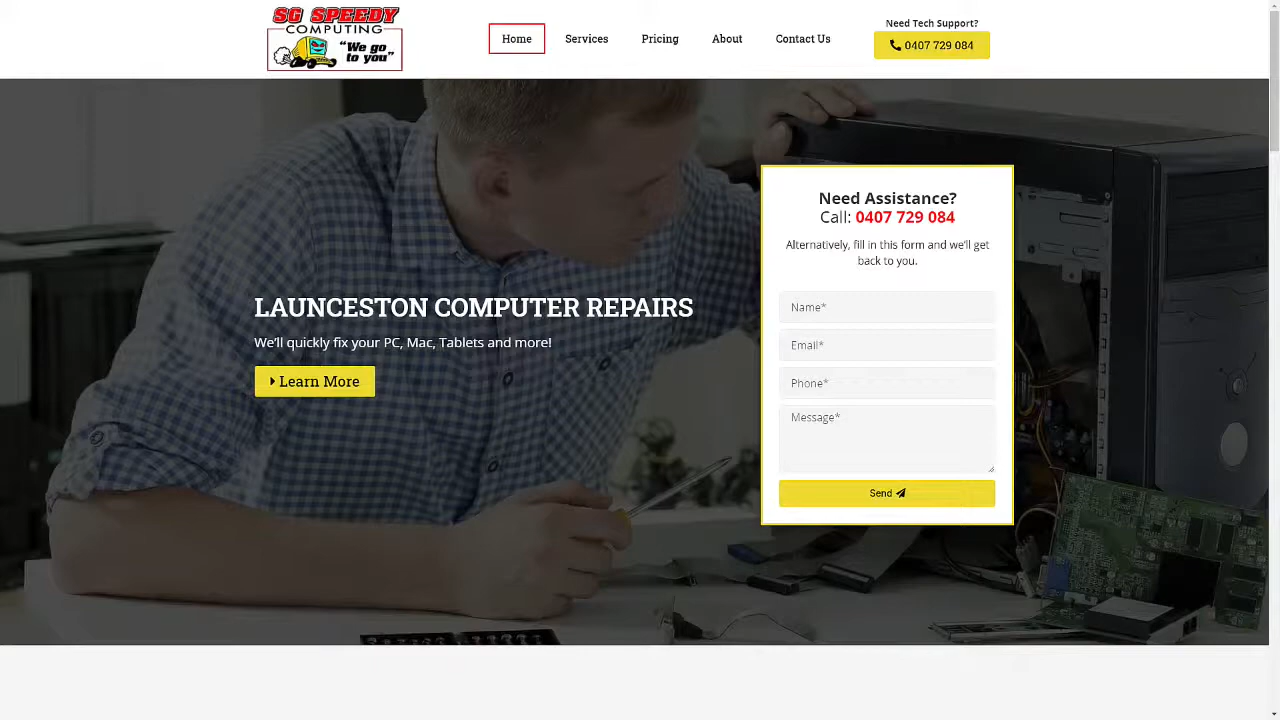 SG SPEEDY
COMPUTING
"We go
to you"
Home
Services
Pricing
About
Contact Us
Need Tech Support?
0407 729 084
LAUNCESTON COMPUTER REPAIRS
We'll quickly fix your PC, Mac, Tablets and more!
Learn More
Need Assistance?
Call: 0407 729 084
Alternatively, fill in this form and we'll get
back to you.
Name*
Email*
Phone*
Message*
Send